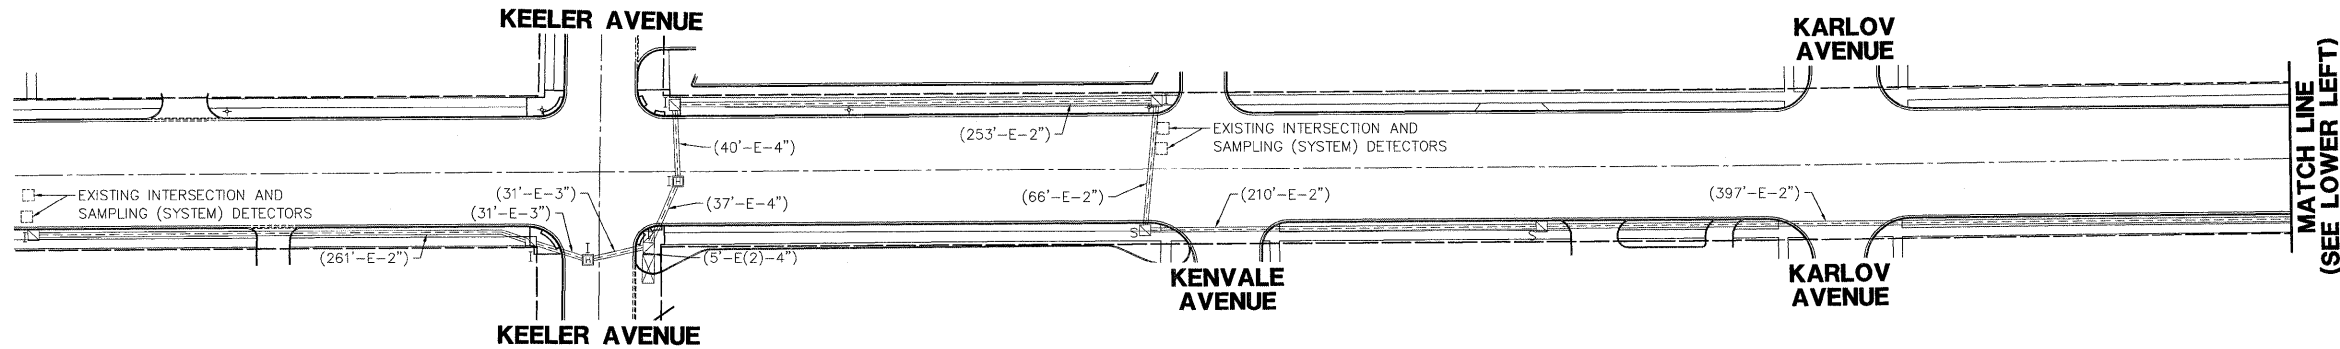 KEELER AVENUE
KARLOV
AVENUE
(253'-E-2")
EXISTING INTERSECTION AND
SAMPLING (SYSTEM) DETECTORS
(40'-E-4")
H
MATCH LINE
(SEE LOWER LEFT)
EXISTING INTERSECTION AND
SAMPLING (SYSTEM) DETECTORS
(31'-E-3")
(31'-E-3")
(37'-E-4")
(66'-E-2")
(210'-E-2")
(397'-E-2")
S
S
(261'-E-2")
H
(5'-E(2)-4")
KENVALE
AVENUE
KARLOV
AVENUE
KEELER AVENUE